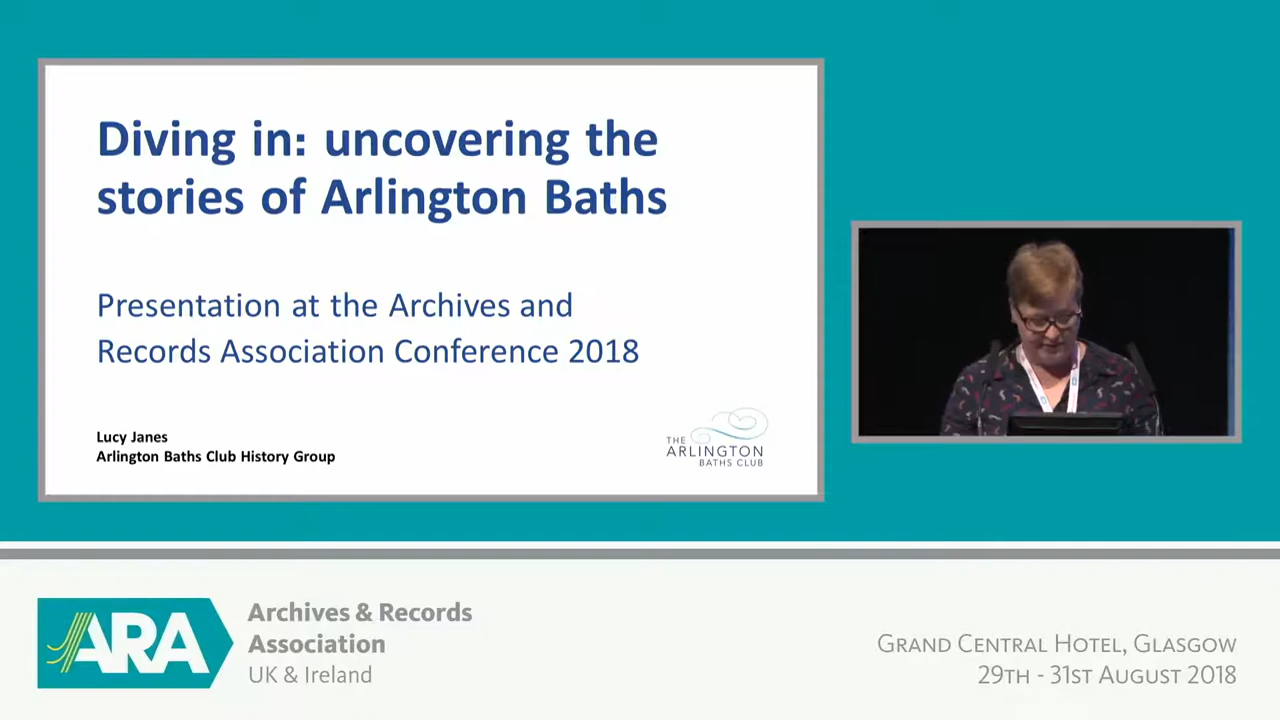 Diving in: uncovering the
stories of Arlington Baths
Presentation at the Archives and
Records Association Conference 2018
Lucy Janes
Arlington Baths Club History Group
THE
ARLINGTON
BATHS CLUB
ARA
Archives & Records
Association
UK & Ireland
Grand Central Hotel, Glasgow
29th - 31st August 2018